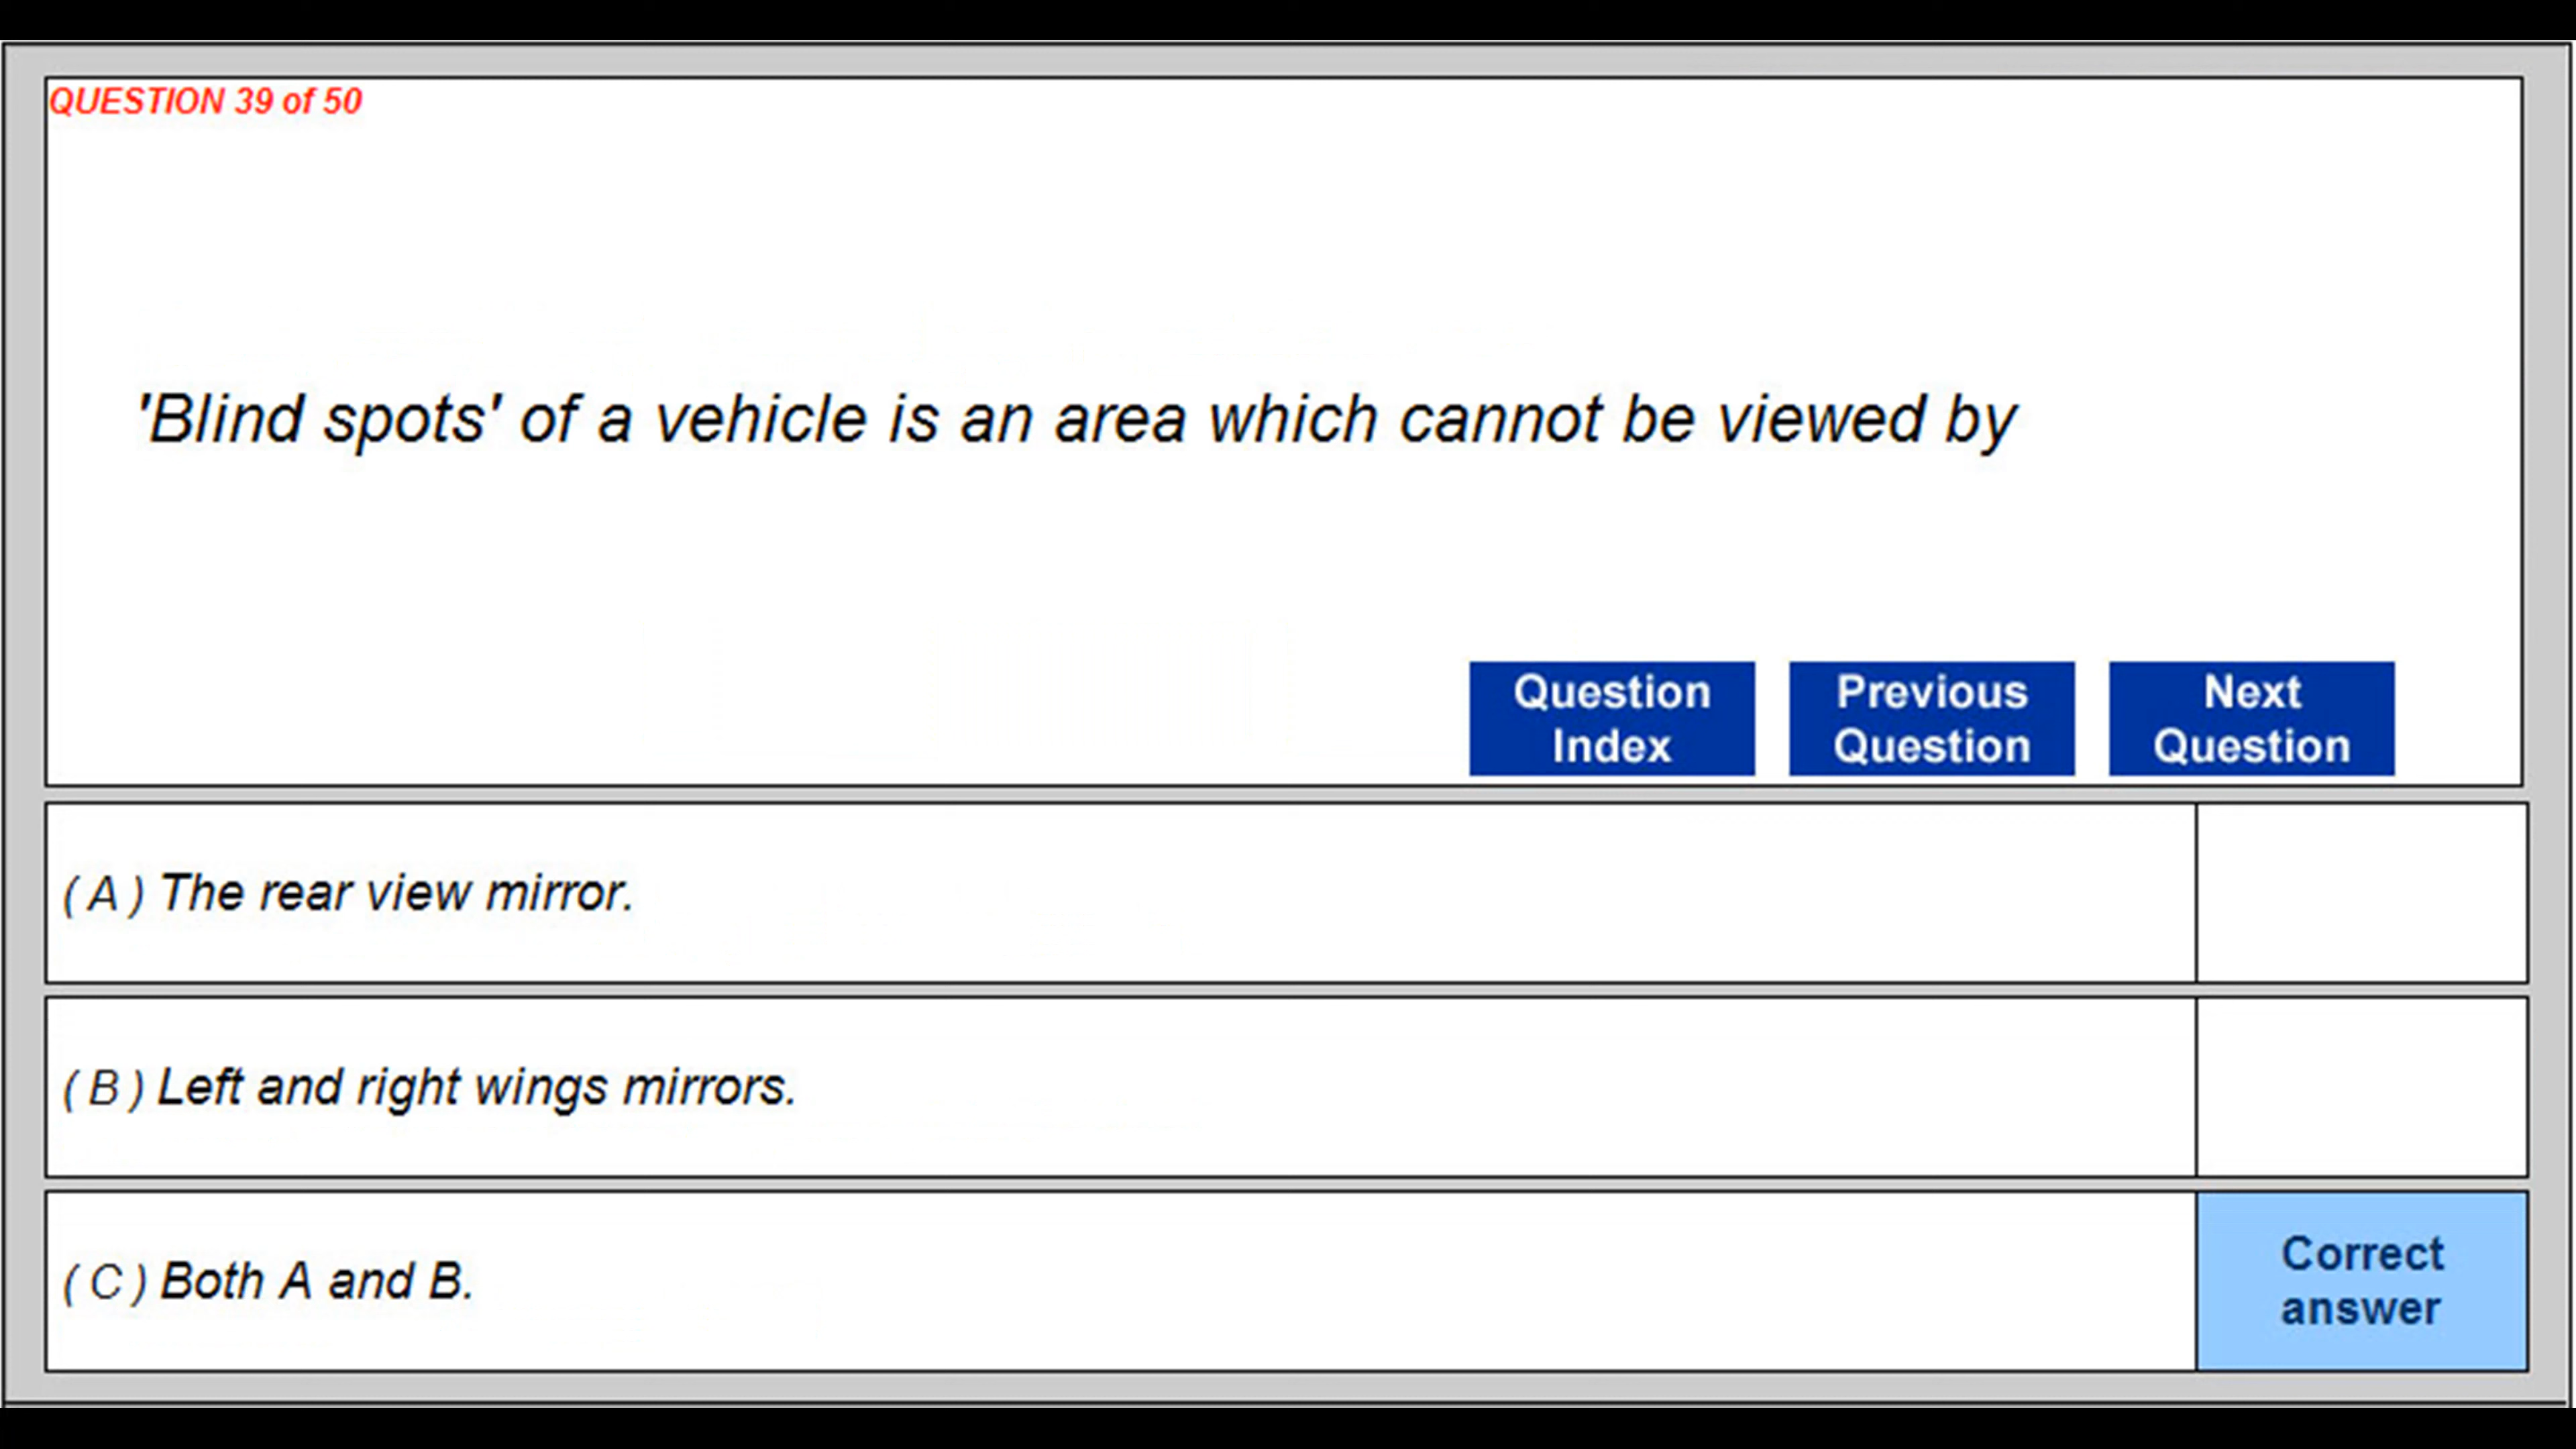 QUESTION 39 of 50
'Blind spots' of a vehicle is an area which cannot be viewed by
Question
Index
Previous
Question
Next
Question
( A ) The rear view mirror.
( B ) Left and right wings mirrors.
( C ) Both A and B.
Correct
answer